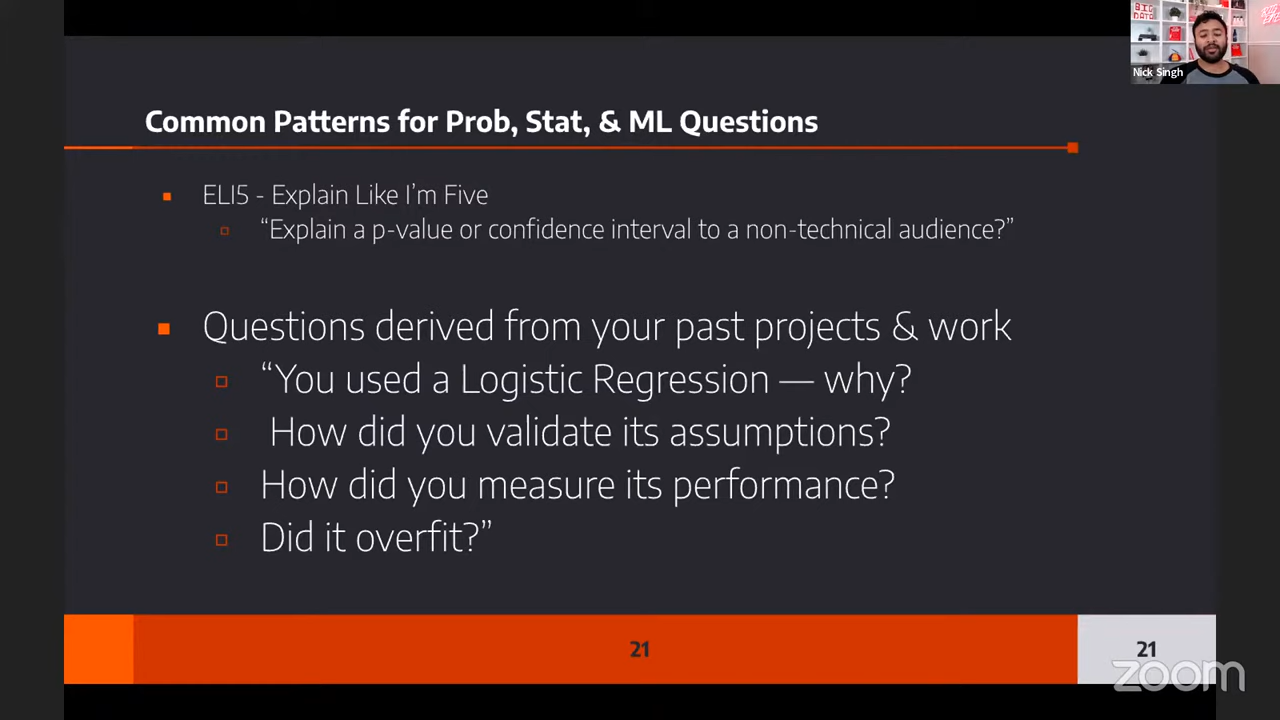 BIG
DATA
Nick Singh
Common Patterns for Prob, Stat, & ML Questions
ELI5 - Explain Like I'm Five
“Explain a p-value or confidence interval to a non-technical audience?”
Questions derived from your past projects & work
“You used a Logistic Regression — why?
How did you validate its assumptions?
How did you measure its performance?
Did it overfit?”
21
21
zoom